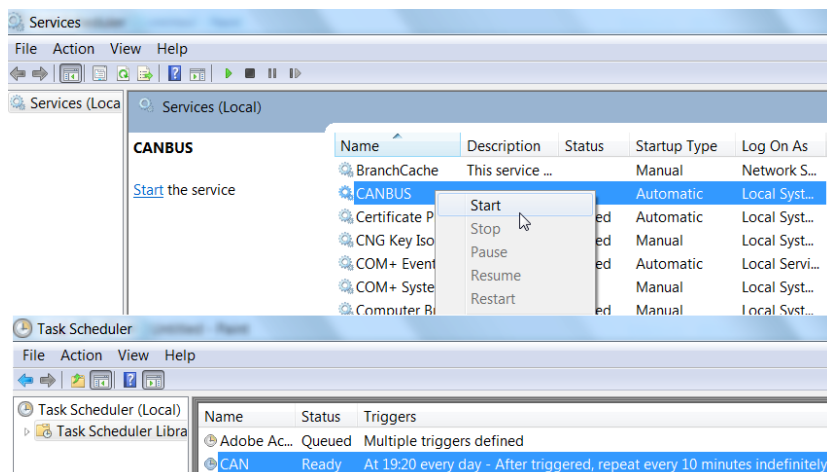 Services
File Action View Help
Services (Loca
Services (Local)
CANBUS
Start the service
Name Description Status Startup Type Log On As
BranchCache This service ... Manual Network S...
CANBUS Automatic Local Syst...
Certificate P ed Automatic Local Syst...
CNG Key Iso ed Manual Local Syst...
COM+ Event ed Automatic Local Servi...
COM+ Syste Manual Local Syst...
Computer B ed Manual Local Syst...
Start
Stop
Pause
Resume
Restart
Task Scheduler
File Action View Help
Task Scheduler (Local)
Task Scheduler Libra
Name Status Triggers
Adobe Ac... Queued Multiple triggers defined
CAN Ready At 19:20 every day - After triggered, repeat every 10 minutes indefinitely